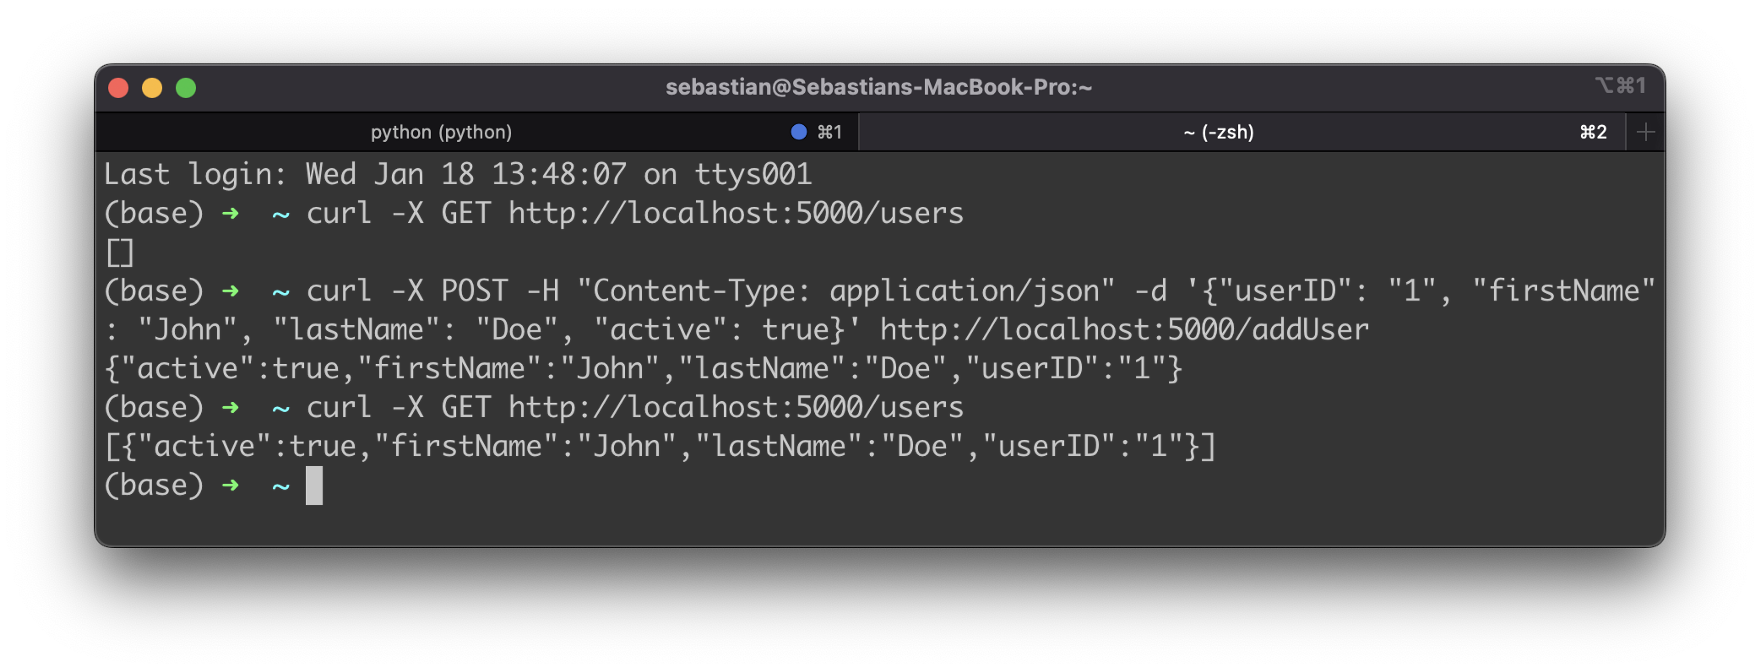 sebastian@Sebastians-MacBook-Pro:~
⌥⌘1
python (python)
⌘1
~ (-zsh)
⌘2
Last login: Wed Jan 18 13:48:07 on ttys001
(base) ➜  ~ curl -X GET http://localhost:5000/users
[]
(base) ➜  ~ curl -X POST -H "Content-Type: application/json" -d '{"userID": "1", "firstName"
: "John", "lastName": "Doe", "active": true}' http://localhost:5000/addUser
{"active":true,"firstName":"John","lastName":"Doe","userID":"1"}
(base) ➜  ~ curl -X GET http://localhost:5000/users
[{"active":true,"firstName":"John","lastName":"Doe","userID":"1"}]
(base) ➜  ~